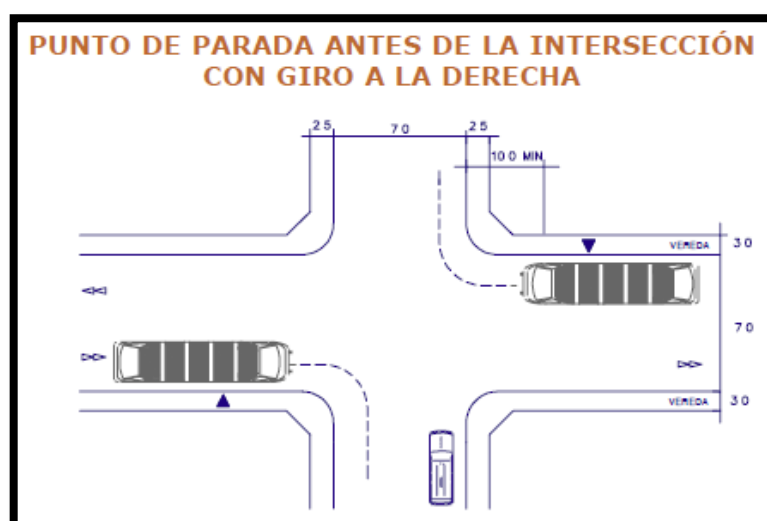 PUNTO DE PARADA ANTES DE LA INTERSECCIÓN
CON GIRO A LA DERECHA
25 70 25
100 MIN.
VEREDA 30
70
VEREDA 30